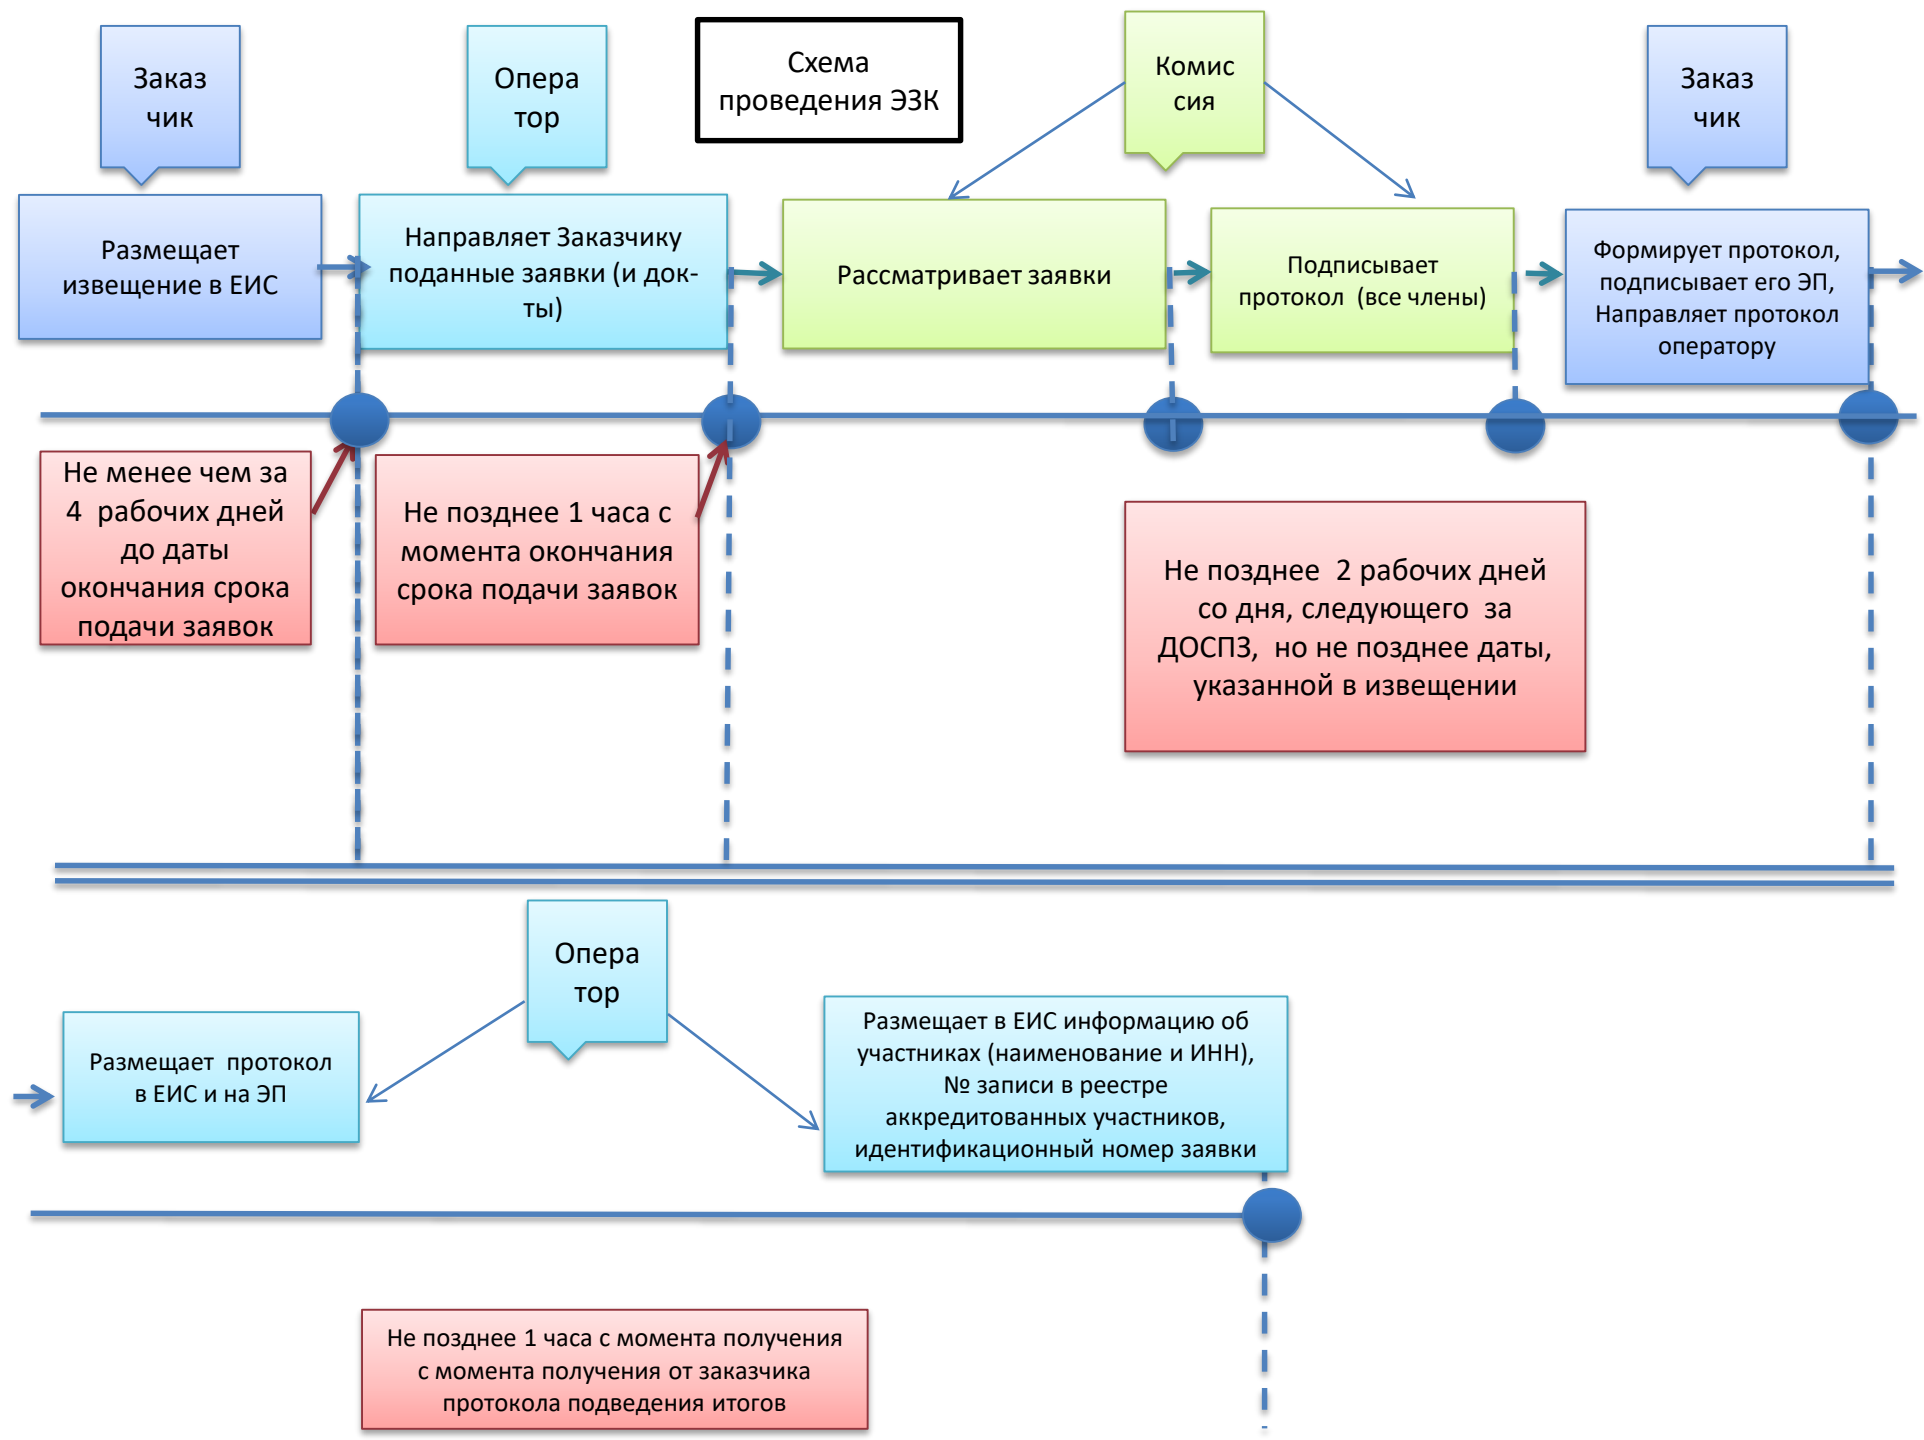 Заказ
чик
Опера
тор
Схема
проведения ЭЗК
Комис
сия
Заказ
чик
Размещает
извещение в ЕИС
Направляет Заказчику
поданные заявки (и док-
ты)
Рассматривает заявки
Подписывает
протокол (все члены)
Формирует протокол,
подписывает его ЭП,
Направляет протокол
оператору
Не менее чем за
4 рабочих дней
до даты
окончания срока
подачи заявок
Не позднее 1 часа с
момента окончания
срока подачи заявок
Не позднее 2 рабочих дней
со дня, следующего за
ДОСПЗ, но не позднее даты,
указанной в извещении
Опера
тор
Размещает протокол
в ЕИС и на ЭП
Размещает в ЕИС информацию об
участниках (наименование и ИНН),
№ записи в реестре
аккредитованных участников,
идентификационный номер заявки
Не позднее 1 часа с момента получения
с момента получения от заказчика
протокола подведения итогов